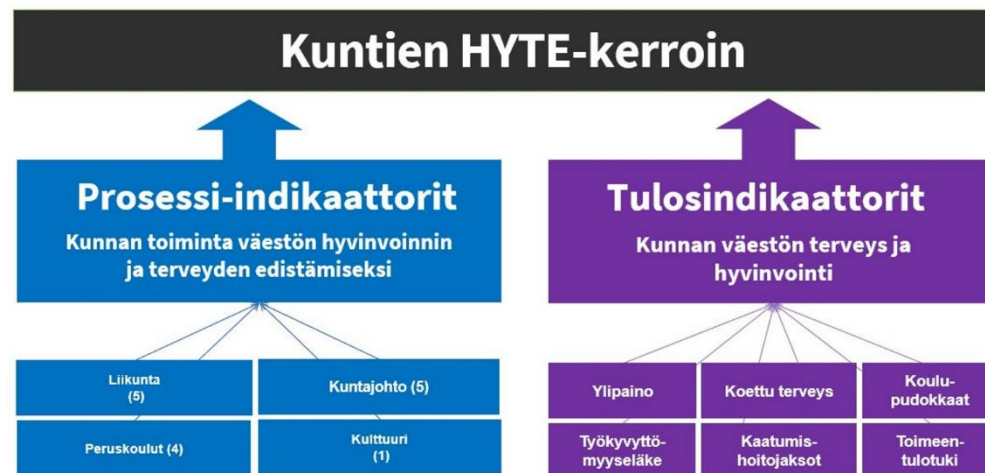 Kuntien HYTE-kerroin
Prosessi-indikaattorit
Kunnan toiminta väestön hyvinvoinnin
ja terveyden edistämiseksi
Tulosindikaattorit
Kunnan väestön terveys ja
hyvinvointi
Liikunta
(5)
Kuntajohto (5)
Peruskoulut (4)
Kulttuuri
(1)
Ylipaino
Koettu terveys
Koulu-
pudokkaat
Työkyvyttö-
myyseläke
Kaatumis-
hoitojaksot
Toimeen-
tulotuki